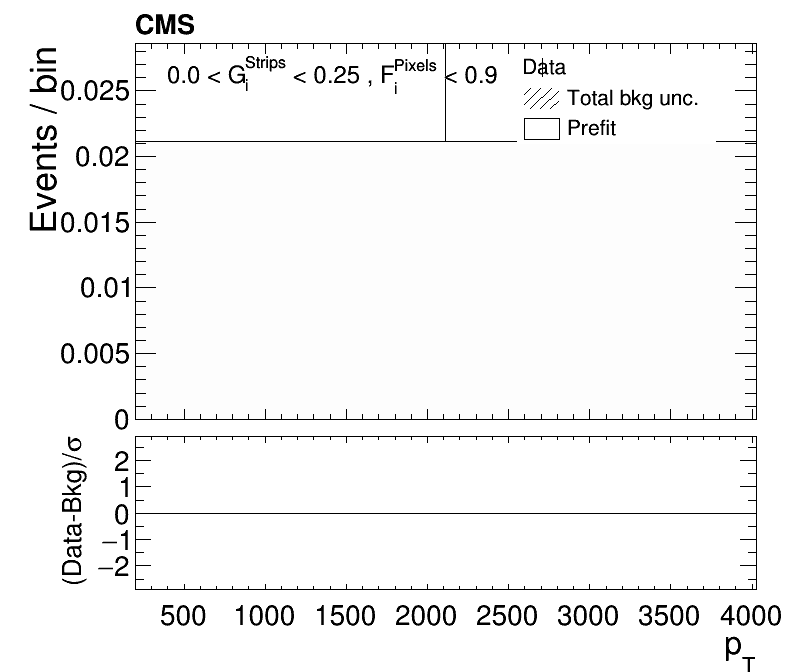 CMS
Events / bin
0.0 < G_i^Strips < 0.25 , F_i^Pixels < 0.9
Data
Total bkg unc.
Prefit
0.025
0.02
0.015
0.01
0.005
0
(Data-Bkg)/σ
2
1
0
−1
−2
500 1000 1500 2000 2500 3000 3500 4000
p_T